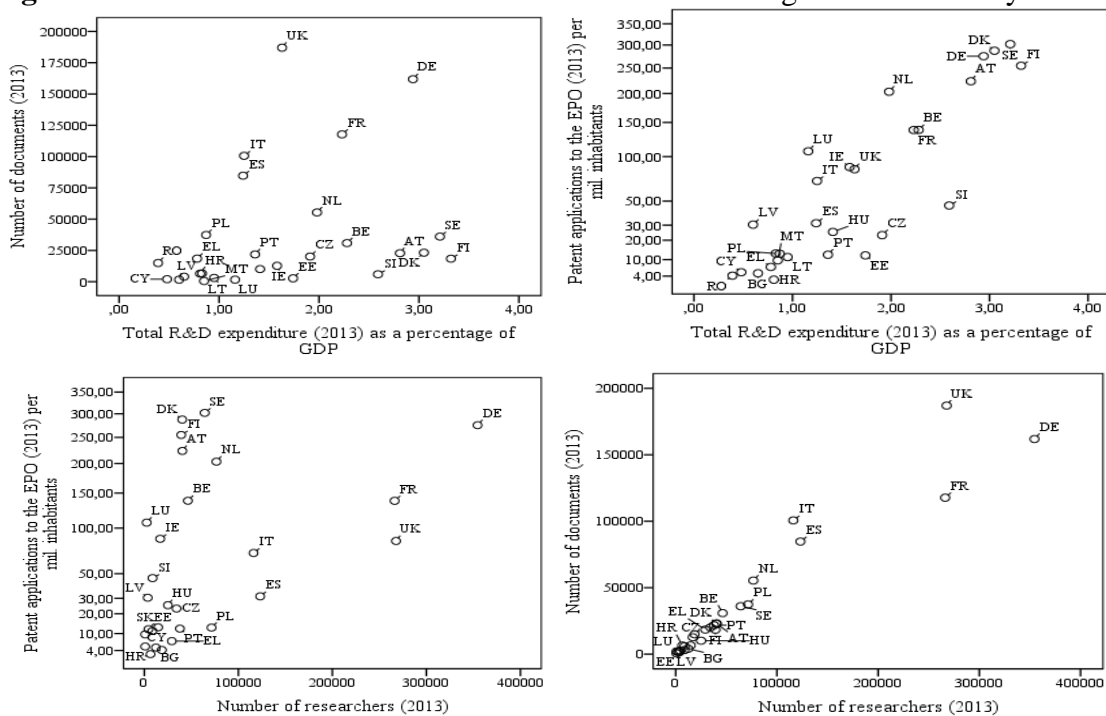 Number of documents (2013)
200000
175000
150000
125000
100000
75000
50000
25000
0
UK
DE
FR
IT
ES
NL
PL
SE
RO
EL
HR
PT
CZ
BE
AT
FI
CY
LV
MT
IE
EE
SI
DK
LT
LU
,00
1,00
2,00
3,00
4,00
Total R&D expenditure (2013) as a percentage of
GDP
Patent applications to the EPO (2013) per
mil. inhabitants
350,00
300,00
250,00
200,00
150,00
100,00
50,00
30,00
20,00
10,00
4,00
DK
DE
SE
FI
AT
NL
BE
FR
LU
IE
UK
IT
SI
LV
ES
HU
CZ
MT
PL
PT
CY
EL
LT
EE
RO
BG
HR
,00
1,00
2,00
3,00
4,00
Total R&D expenditure (2013) as a percentage of
GDP
Patent applications to the EPO (2013) per
mil. inhabitants
350,00
300,00
250,00
200,00
150,00
100,00
50,00
30,00
20,00
10,00
4,00
DK
SE
FI
DE
AT
NL
BE
FR
LU
IE
UK
IT
SI
LV
HU
ES
CZ
SK
EE
PL
CY
PT
EL
HR
BG
0
100000
200000
300000
400000
Number of researchers (2013)
Number of documents (2013)
200000
150000
100000
50000
0
UK
DE
FR
IT
ES
NL
PL
BE
SE
EL
DK
HR
CZ
PT
LU
FI
AT
HU
EE
LV
BG
0
100000
200000
300000
400000
Number of researchers (2013)